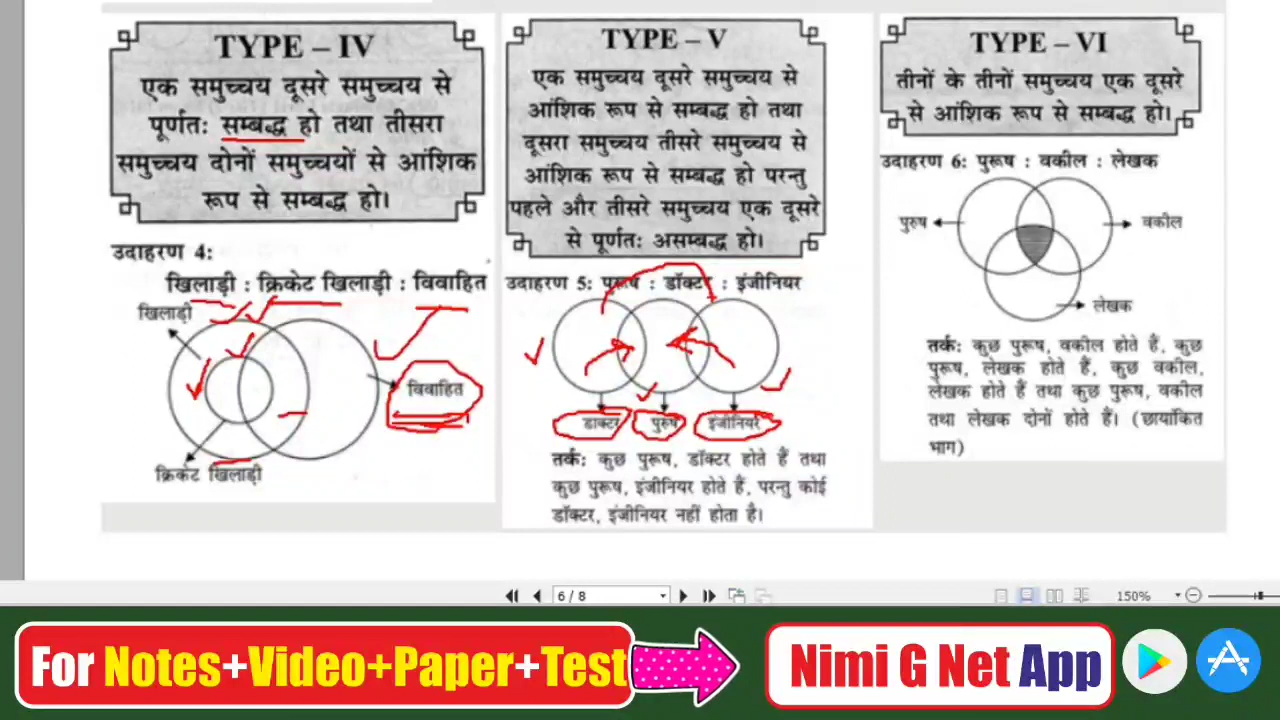 TYPE – IV
एक समुच्चय दूसरे समुच्चय से
पूर्णतः सम्बद्ध हो तथा तीसरा
समुच्चय दोनों समुच्चयों से आंशिक
रूप से सम्बद्ध हो।
उदाहरण 4:
खिलाड़ी : क्रिकेट खिलाड़ी : विवाहित
खिलाड़ी
विवाहित
क्रिकेट खिलाड़ी
TYPE – V
एक समुच्चय दूसरे समुच्चय से
आंशिक रूप से सम्बद्ध हो तथा
दूसरा समुच्चय तीसरे समुच्चय से
आंशिक रूप से सम्बद्ध हो परन्तु
पहले और तीसरे समुच्चय एक दूसरे
से पूर्णतः असम्बद्ध हो।
उदाहरण 5: पुरूष : डॉक्टर : इंजीनियर
डाक्टर पुरुष इंजीनियर
तर्क: कुछ पुरूष, डॉक्टर होते हैं तथा
कुछ पुरूष, इंजीनियर होते हैं, परन्तु कोई
डॉक्टर, इंजीनियर नहीं होता है।
TYPE – VI
तीनों के तीनों समुच्चय एक दूसरे
से आंशिक रूप से सम्बद्ध हो।
उदाहरण 6: पुरूष : वकील : लेखक
पुरूष
वकील
लेखक
तर्क: कुछ पुरूष, वकील होते हैं, कुछ
पुरूष, लेखक होते हैं, कुछ वकील,
लेखक होते हैं तथा कुछ पुरूष, वकील
तथा लेखक दोनों होते हैं। (छायांकित
भाग)
6 / 8
150%
For Notes+Video+Paper+Test
Nimi G Net App